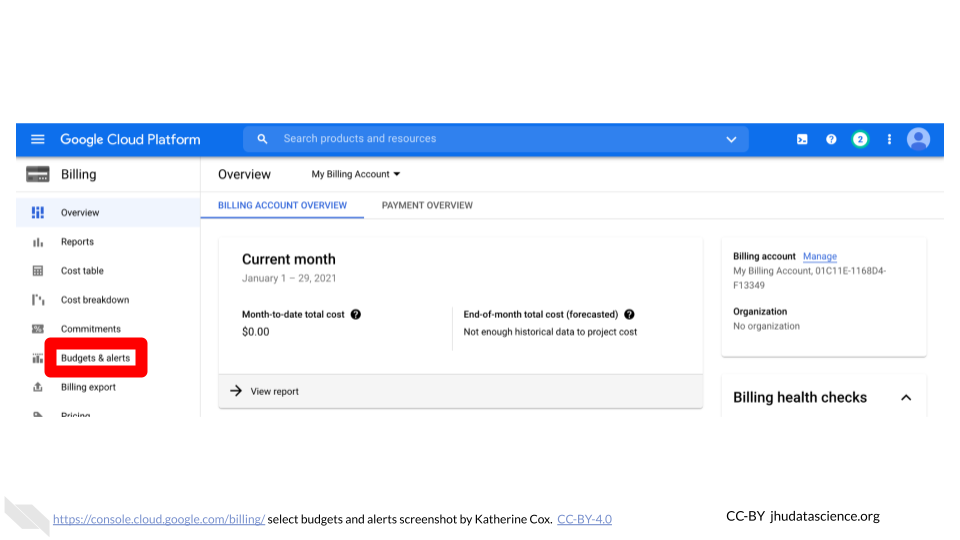 Google Cloud Platform
Search products and resources
2
Billing
Overview
My Billing Account
BILLING ACCOUNT OVERVIEW
PAYMENT OVERVIEW
Overview
Reports
Cost table
Cost breakdown
Commitments
Budgets & alerts
Billing export
Pricing
Current month
January 1 – 29, 2021
Month-to-date total cost ?
$0.00
End-of-month total cost (forecasted) ?
Not enough historical data to project cost
View report
Billing account Manage
My Billing Account, 01C11E-1168D4-
F13349
Organization
No organization
Billing health checks
https://console.cloud.google.com/billing/ select budgets and alerts screenshot by Katherine Cox. CC-BY-4.0
CC-BY jhudatascience.org